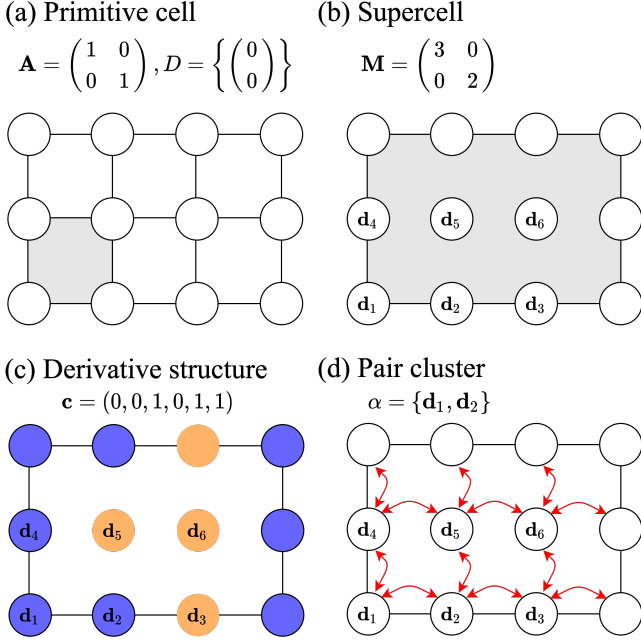 (a) Primitive cell
A = ( 1 0 0 1 ) , D = { ( 0 0 ) }
(b) Supercell
M = ( 3 0 0 2 )
d4 d5 d6
d1 d2 d3
(c) Derivative structure
c = (0, 0, 1, 0, 1, 1)
d4 d5 d6
d1 d2 d3
(d) Pair cluster
α = {d1, d2}
d4 d5 d6
d1 d2 d3